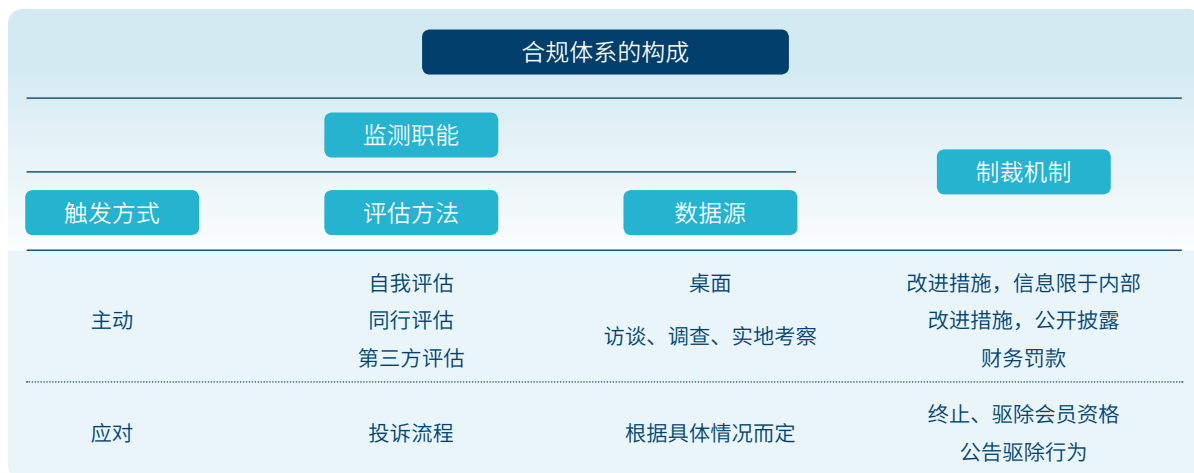 合规体系的构成
监测职能
制裁机制
触发方式
评估方法
数据源
主动
自我评估
同行评估
第三方评估
桌面
访谈、调查、实地考察
改进措施，信息限于内部
改进措施，公开披露
财务罚款
应对
投诉流程
根据具体情况而定
终止、驱除会员资格
公告驱除行为